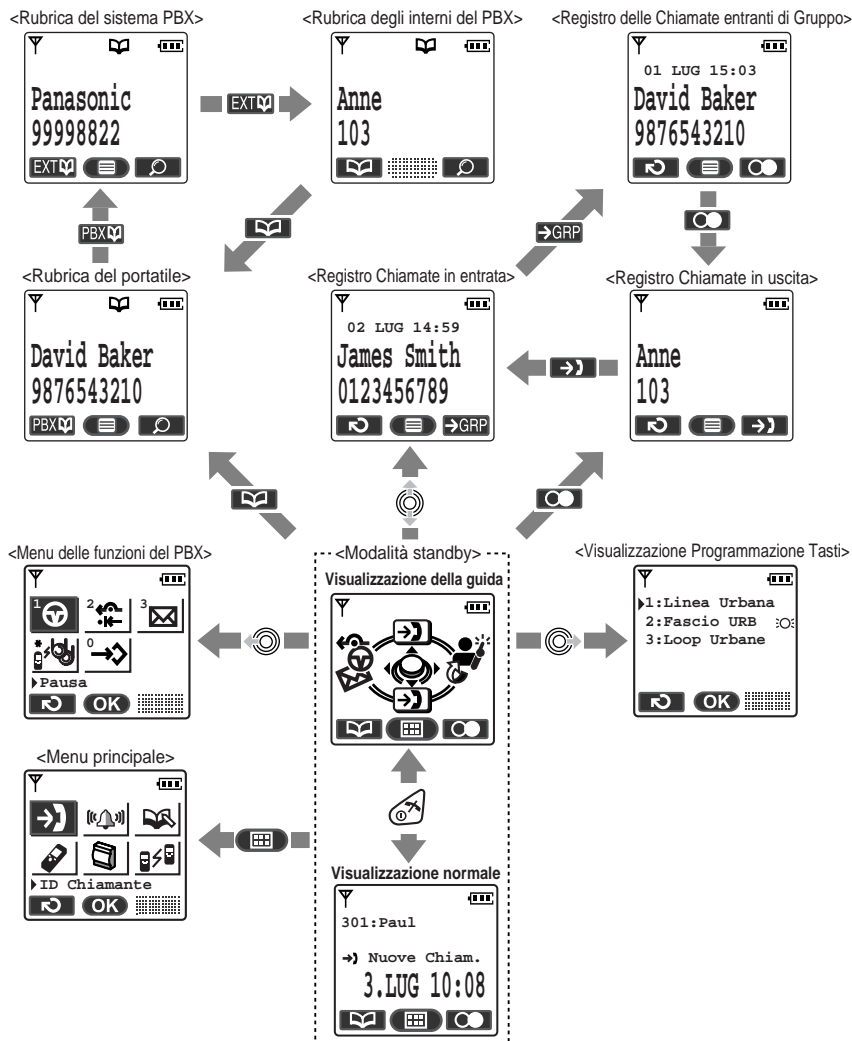 <Rubrica del sistema PBX>
Panasonic
99998822
EXT
EXT
<Rubrica degli interni del PBX>
Anne
103
<Registro delle Chiamate entranti di Gruppo>
01 LUG 15:03
David Baker
9876543210
PBX
GRP
<Rubrica del portatile>
David Baker
9876543210
PBX
<Registro Chiamate in entrata>
02 LUG 14:59
James Smith
0123456789
GRP
<Registro Chiamate in uscita>
Anne
103
<Menu delle funzioni del PBX>
1
2
3
*
0
Pausa
OK
<Modalità standby>
Visualizzazione della guida
<Visualizzazione Programmazione Tasti>
1:Linea Urbana
2:Fascio URB
3:Loop Urbane
OK
<Menu principale>
ID Chiamante
OK
Visualizzazione normale
301:Paul
Nuove Chiam.
3.LUG 10:08